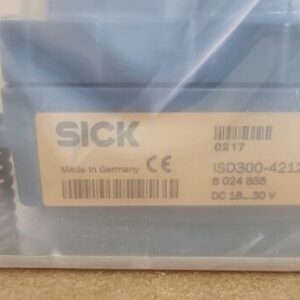 SICK
0217
Made in Germany CE
ISD300-4212
6 024 855
DC 18...30 V